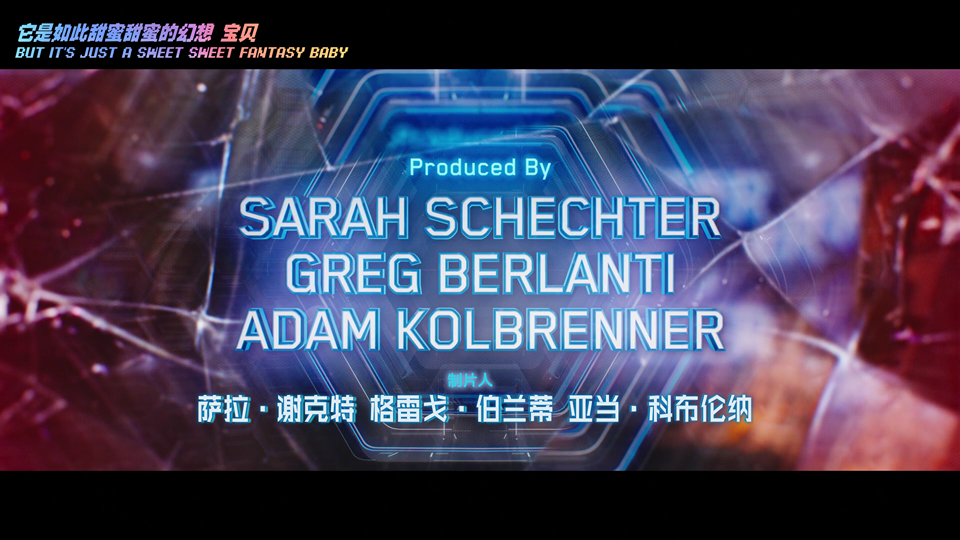 它是如此甜蜜甜蜜的幻想 宝贝
BUT IT'S JUST A SWEET SWEET FANTASY BABY
Produced By
SARAH SCHECHTER
GREG BERLANTI
ADAM KOLBRENNER
制片人
萨拉·谢克特 格雷戈·伯兰蒂 亚当·科布伦纳